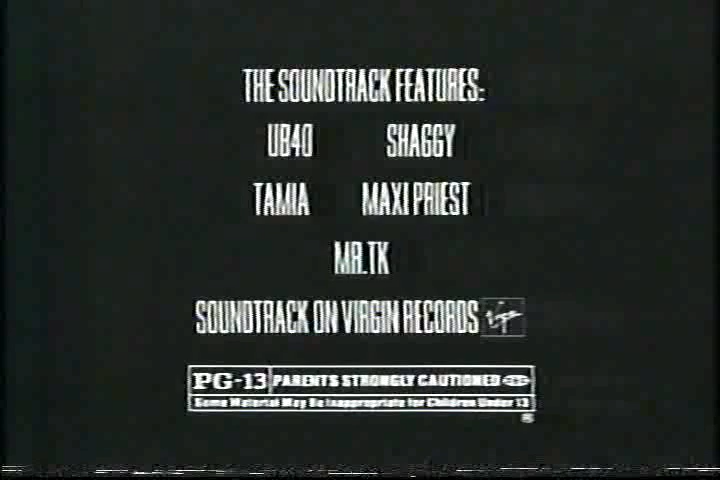 THE SOUNDTRACK FEATURES:
UB40 SHAGGY
TAMIA MAXI PRIEST
MR.TK
SOUNDTRACK ON VIRGIN RECORDS Virgin
PG-13 PARENTS STRONGLY CAUTIONED
Some Material May Be Inappropriate for Children Under 13
®